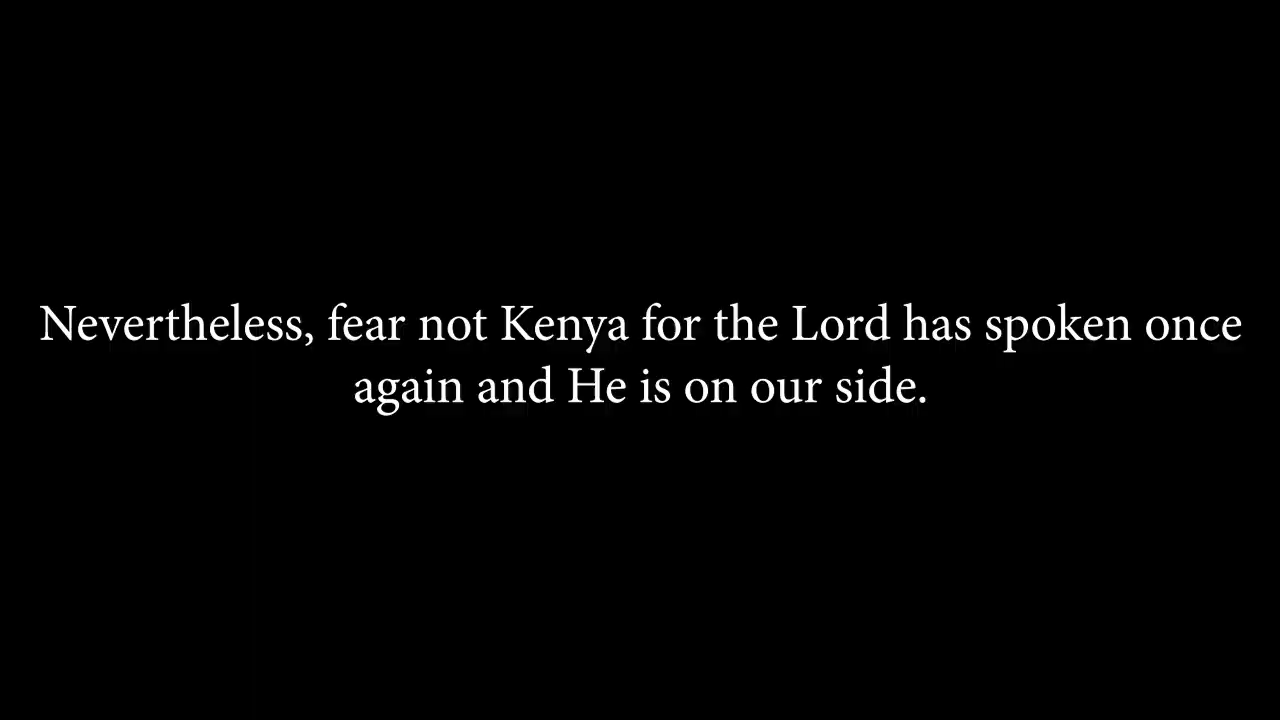 Nevertheless, fear not Kenya for the Lord has spoken once
again and He is on our side.